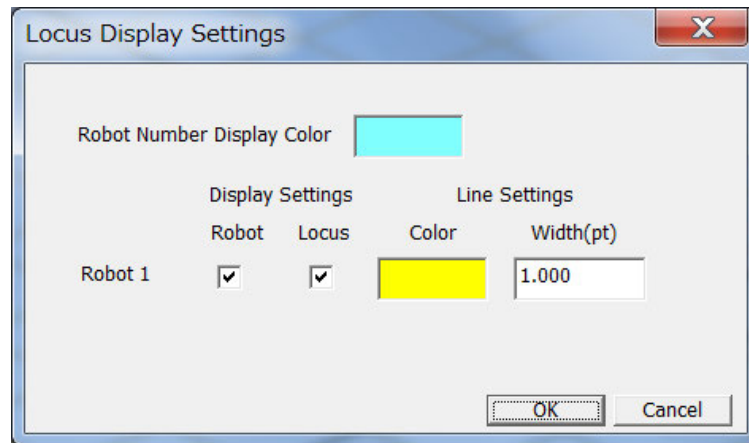 Locus Display Settings
Robot Number Display Color
Display Settings Line Settings
Robot Locus Color Width(pt)
Robot 1 1.000
OK Cancel